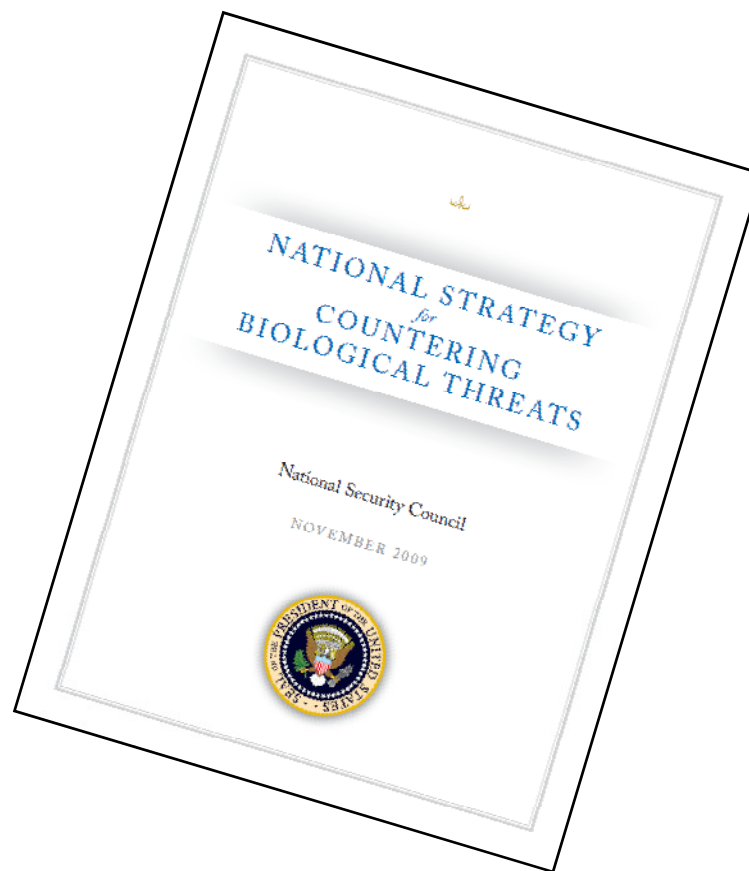 NATIONAL STRATEGY
for
COUNTERING
BIOLOGICAL THREATS
National Security Council
NOVEMBER 2009
SEAL OF THE PRESIDENT OF THE UNITED STATES